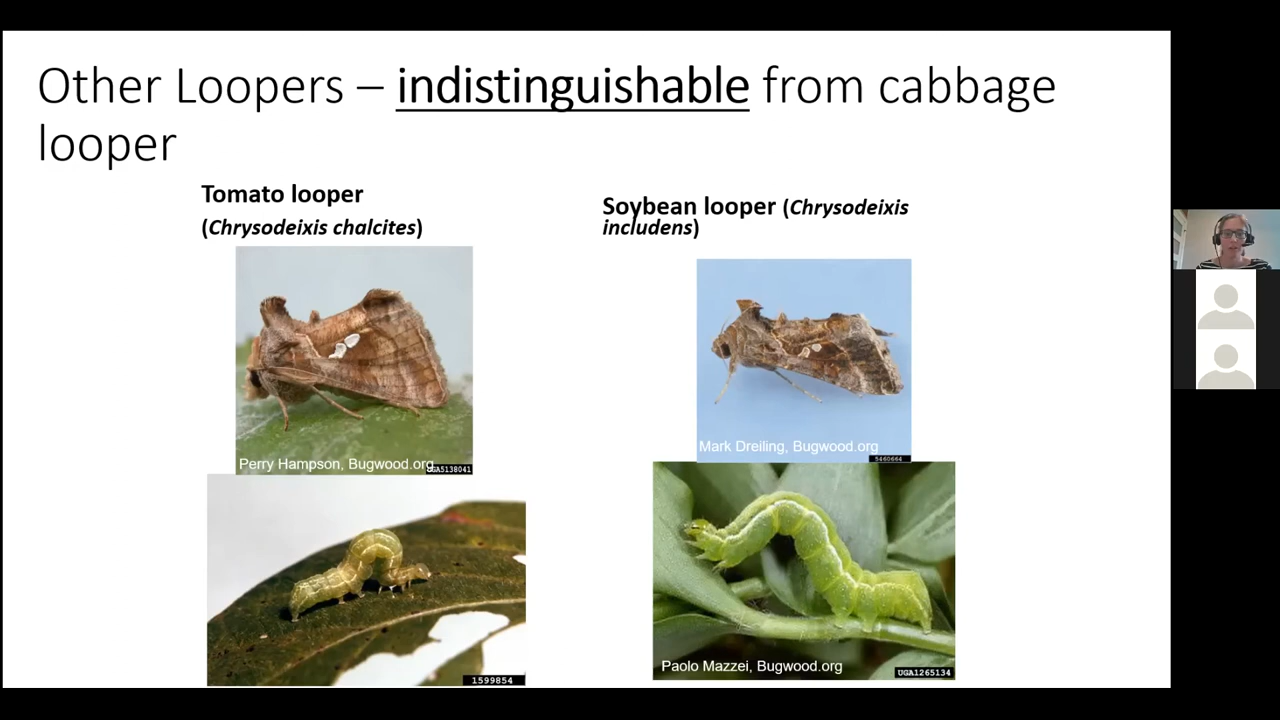 Other Loopers – indistinguishable from cabbage
looper
Tomato looper
(Chrysodeixis chalcites)
Soybean looper (Chrysodeixis
includens)
Perry Hampson, Bugwood.org
UGA5138041
Mark Dreiling, Bugwood.org
5460664
1599854
Paolo Mazzei, Bugwood.org
UGA1265134